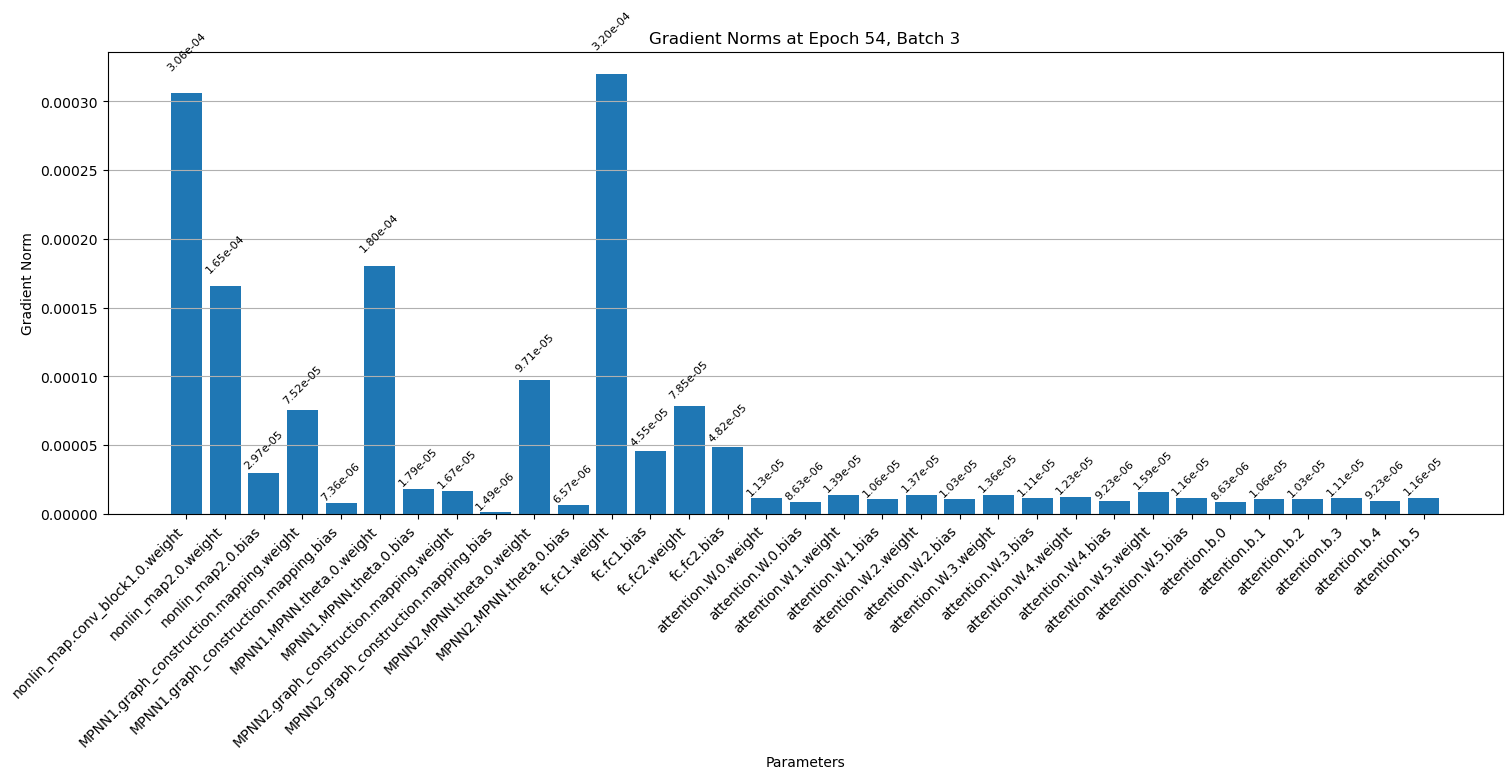 Gradient Norms at Epoch 54, Batch 3
Gradient Norm
0.00030
0.00025
0.00020
0.00015
0.00010
0.00005
0.00000
3.06e-04
1.65e-04
2.97e-05
7.52e-05
7.36e-06
1.80e-04
1.79e-05
1.67e-05
1.49e-06
9.71e-05
6.57e-06
3.20e-04
4.55e-05
7.85e-05
4.82e-05
1.13e-05
8.63e-06
1.39e-05
1.06e-05
1.37e-05
1.03e-05
1.36e-05
1.11e-05
1.23e-05
9.23e-06
1.59e-05
1.16e-05
8.63e-06
1.06e-05
1.03e-05
1.11e-05
9.23e-06
1.16e-05
nonlin_map.conv_block1.0.weight
nonlin_map2.0.weight
nonlin_map2.0.bias
MPNN1.graph_construction.mapping.weight
MPNN1.graph_construction.mapping.bias
MPNN1.MPNN.theta.0.weight
MPNN1.MPNN.theta.0.bias
MPNN2.graph_construction.mapping.weight
MPNN2.graph_construction.mapping.bias
MPNN2.MPNN.theta.0.weight
MPNN2.MPNN.theta.0.bias
fc.fc1.weight
fc.fc1.bias
fc.fc2.weight
fc.fc2.bias
attention.W.0.weight
attention.W.0.bias
attention.W.1.weight
attention.W.1.bias
attention.W.2.weight
attention.W.2.bias
attention.W.3.weight
attention.W.3.bias
attention.W.4.weight
attention.W.4.bias
attention.W.5.weight
attention.W.5.bias
attention.b.0
attention.b.1
attention.b.2
attention.b.3
attention.b.4
attention.b.5
Parameters